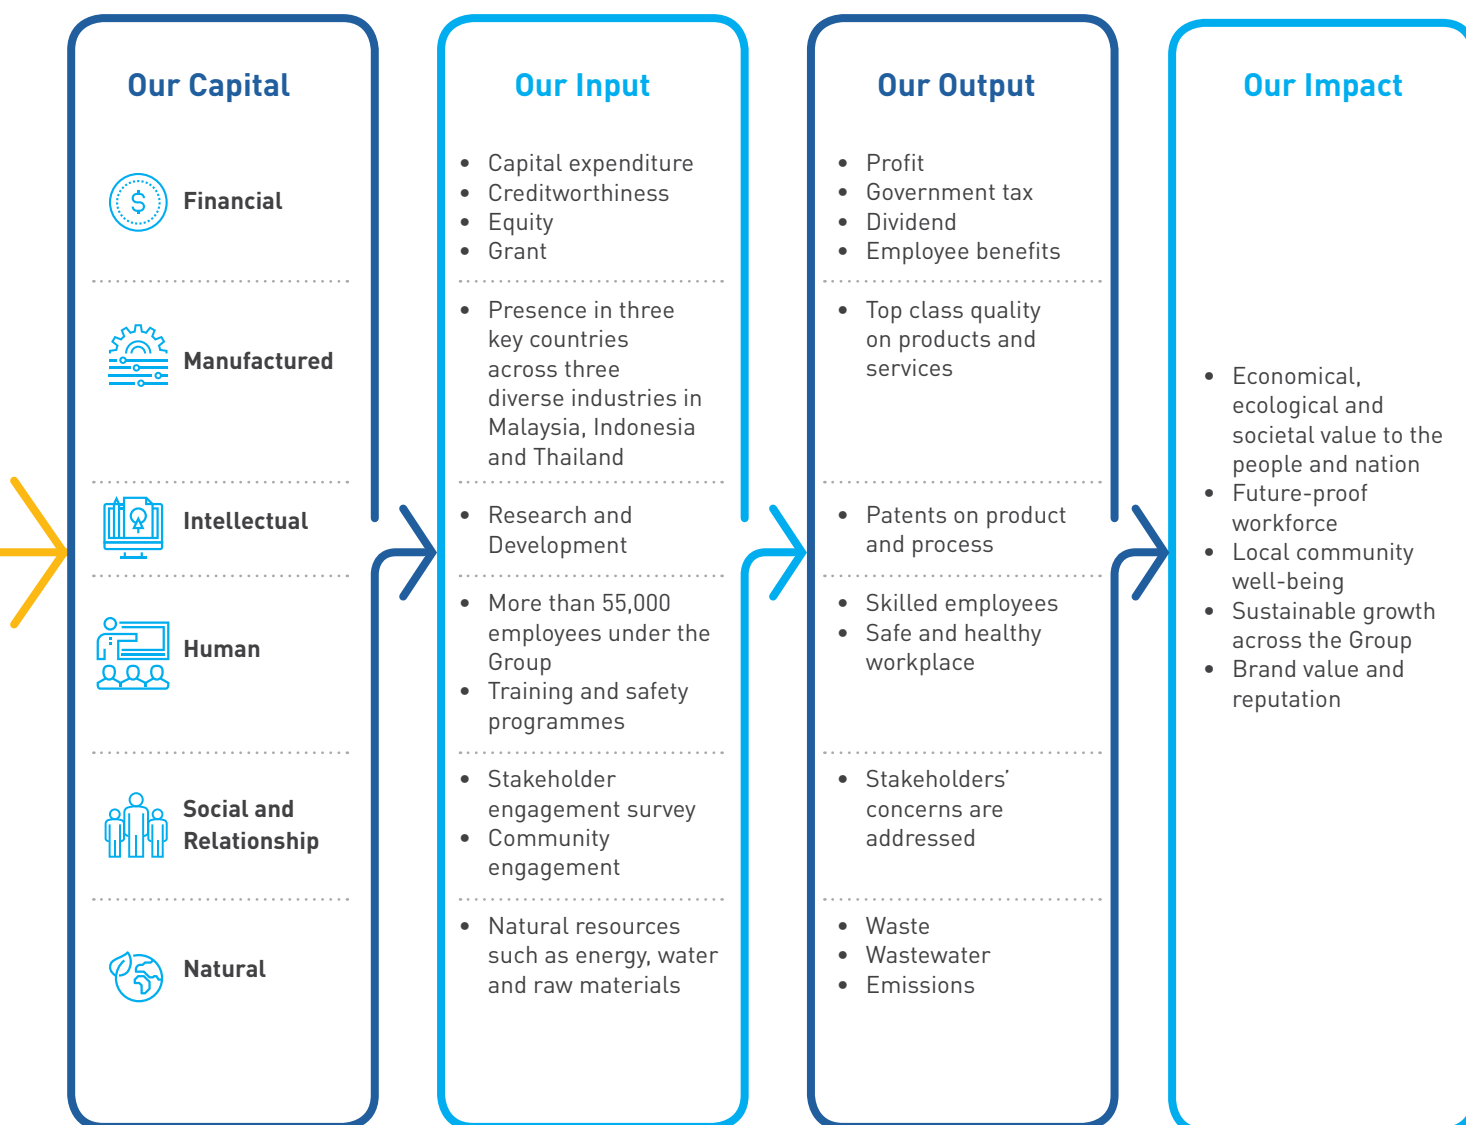 Our Capital
Financial
Manufactured
Intellectual
Human
Social and
Relationship
Natural
Our Input
• Capital expenditure
• Creditworthiness
• Equity
• Grant
• Presence in three
key countries
across three
diverse industries in
Malaysia, Indonesia
and Thailand
• Research and
Development
• More than 55,000
employees under the
Group
• Training and safety
programmes
• Stakeholder
engagement survey
• Community
engagement
• Natural resources
such as energy, water
and raw materials
Our Output
• Profit
• Government tax
• Dividend
• Employee benefits
• Top class quality
on products and
services
• Patents on product
and process
• Skilled employees
• Safe and healthy
workplace
• Stakeholders’
concerns are
addressed
• Waste
• Wastewater
• Emissions
Our Impact
• Economical,
ecological and
societal value to the
people and nation
• Future-proof
workforce
• Local community
well-being
• Sustainable growth
across the Group
• Brand value and
reputation